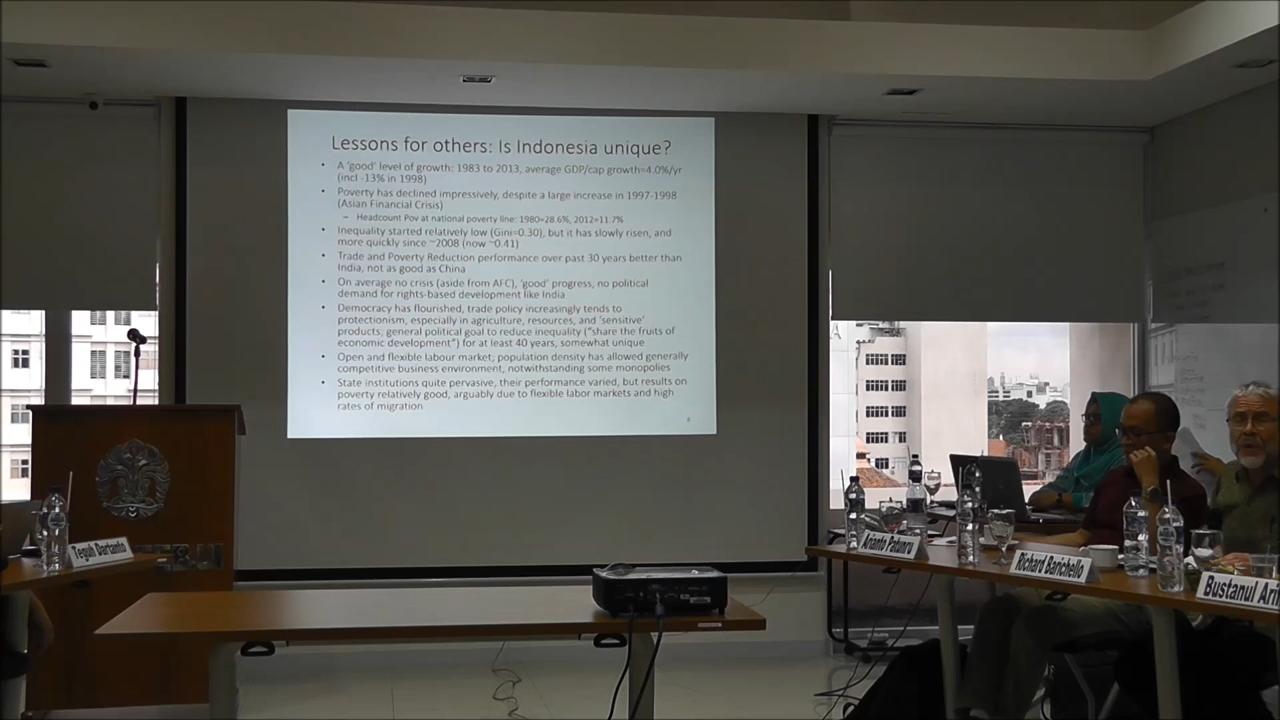 Lessons for others: Is Indonesia unique?
• A 'good' level of growth: 1983 to 2013, average GDP/cap growth=4.0%/yr
(incl -13% in 1998)
• Poverty has declined impressively, despite a large increase in 1997-1998
(Asian Financial Crisis)
– Headcount Pov at national poverty line: 1980=28.6%, 2012=11.7%
• Inequality started relatively low (Gini=0.30), but it has slowly risen, and
more quickly since ~2008 (now ~0.41)
• Trade and Poverty Reduction performance over past 30 years better than
India, not as good as China
• On average no crisis (aside from AFC), 'good' progress, no political
demand for rights-based development like India
• Democracy has flourished, trade policy increasingly tends to
protectionism, especially in agriculture, resources, and 'sensitive'
products; general political goal to reduce inequality ("share the fruits of
economic development") for at least 40 years, somewhat unique
• Open and flexible labour market; population density has allowed generally
competitive business environment, notwithstanding some monopolies
• State institutions quite pervasive, their performance varied, but results on
poverty relatively good, arguably due to flexible labor markets and high
rates of migration
Teguh Dartanto
Arianto Patunru
Richard Barichello
Bustanul Ari